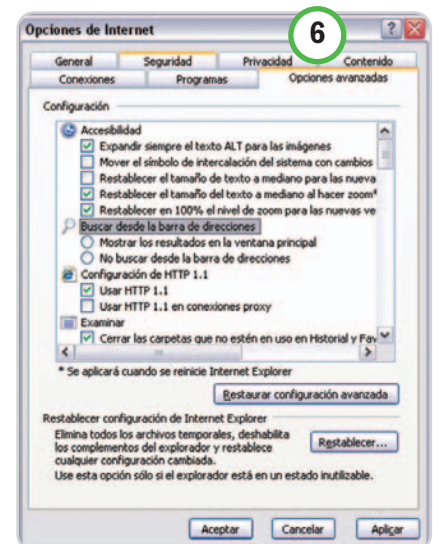 Opciones de Internet
6
General Seguridad Privacidad Contenido
Conexiones Programas Opciones avanzadas
Configuración
Accesibilidad
Expandir siempre el texto ALT para las imágenes
Mover el símbolo de intercalación del sistema con cambios
Restablecer el tamaño de texto a mediano para las nueva
Restablecer el tamaño del texto a mediano al hacer zoom*
Restablecer en 100% el nivel de zoom para las nuevas ve
Buscar desde la barra de direcciones
Mostrar los resultados en la ventana principal
No buscar desde la barra de direcciones
Configuración de HTTP 1.1
Usar HTTP 1.1
Usar HTTP 1.1 en conexiones proxy
Examinar
Cerrar las carpetas que no estén en uso en Historial y Fav
* Se aplicará cuando se reinicie Internet Explorer
Restaurar configuración avanzada
Restablecer configuración de Internet Explorer
Elimina todos los archivos temporales, deshabilita
los complementos del explorador y restablece
cualquier configuración cambiada.
Restablecer...
Use esta opción sólo si el explorador está en un estado inutilizable.
Aceptar Cancelar Aplicar